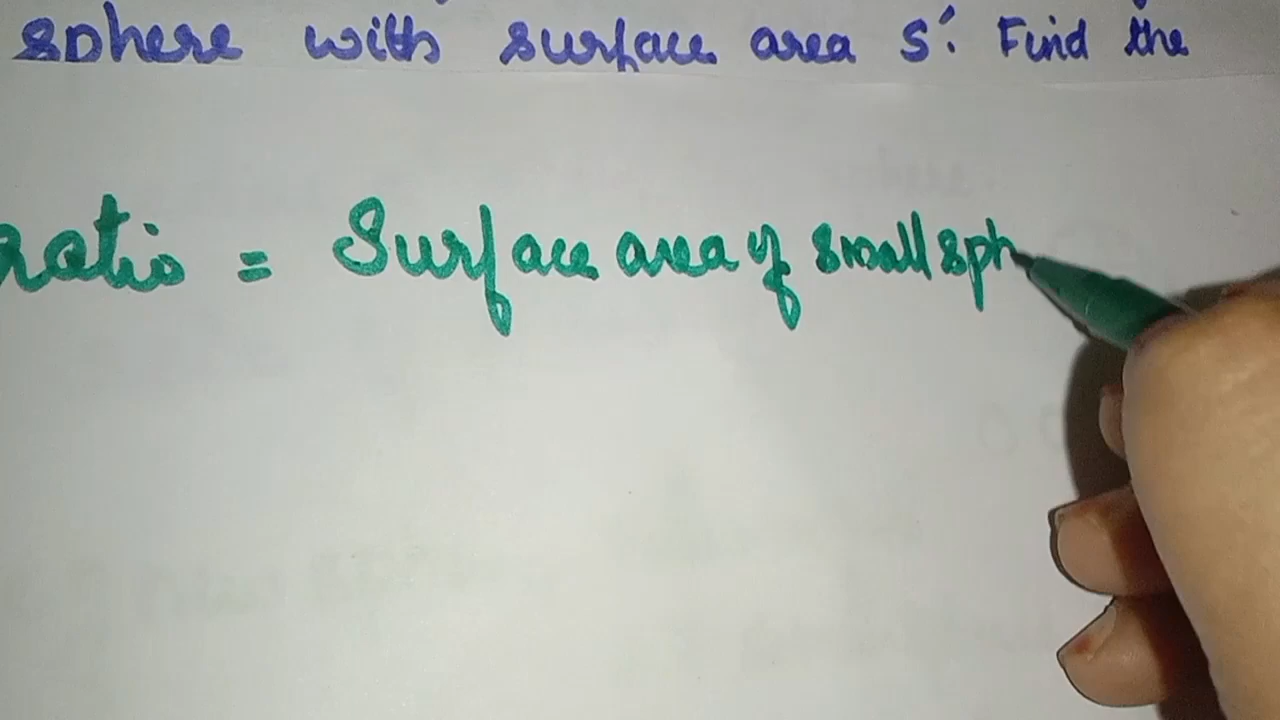 sphere with surface area S'. Find the
ratio = Surface area of small sph